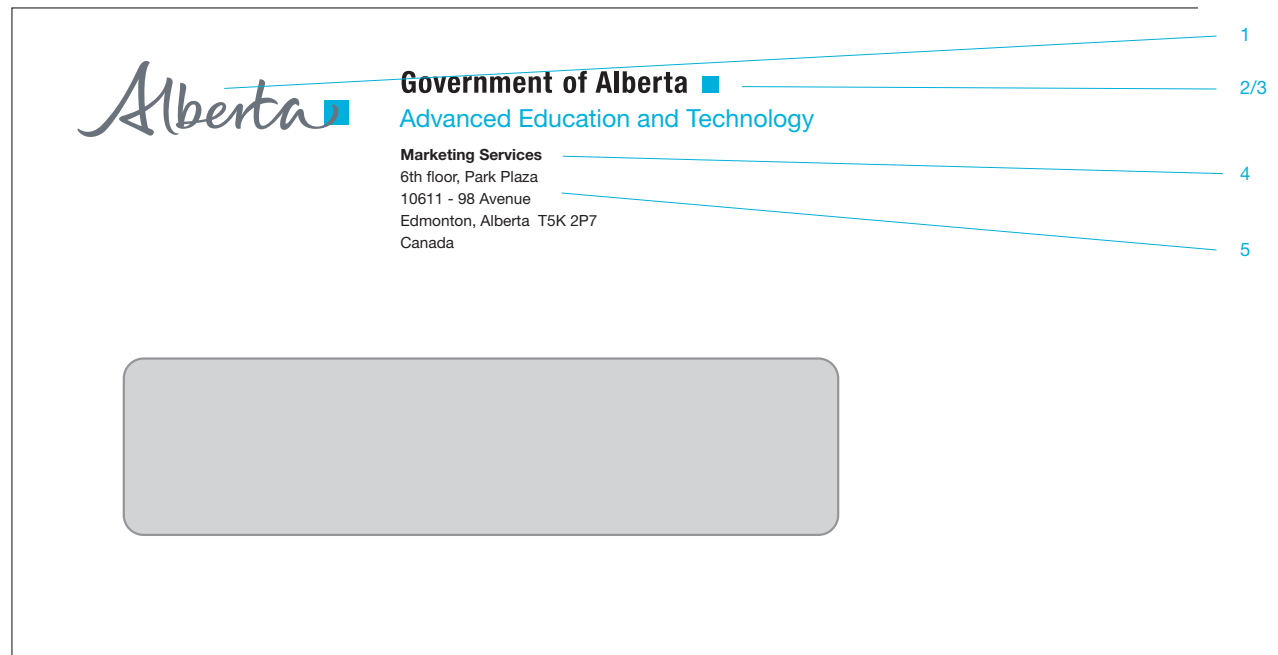 Alberta
Government of Alberta
Advanced Education and Technology
Marketing Services
6th floor, Park Plaza
10611 - 98 Avenue
Edmonton, Alberta  T5K 2P7
Canada
1
2/3
4
5